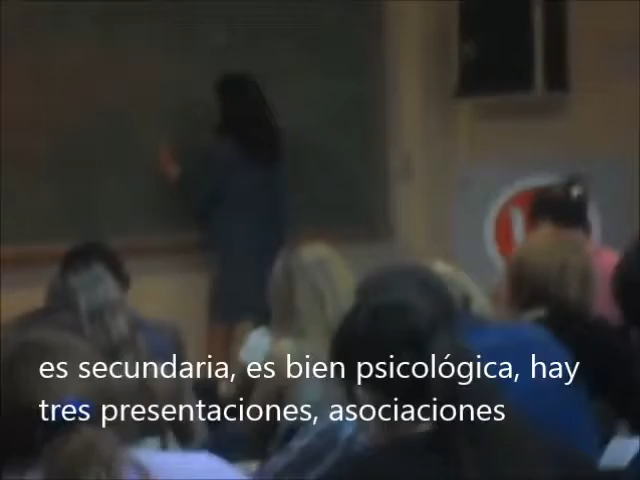 es secundaria, es bien psicológica, hay
tres presentaciones, asociaciones